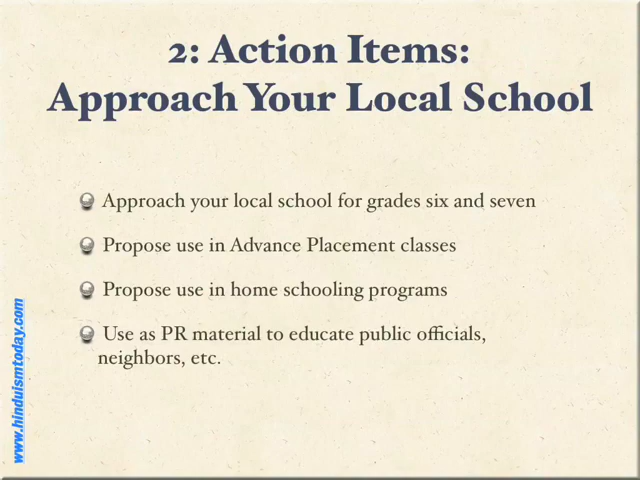 2: Action Items:
Approach Your Local School
Approach your local school for grades six and seven
Propose use in Advance Placement classes
Propose use in home schooling programs
Use as PR material to educate public officials,
neighbors, etc.
www.hinduismtoday.com